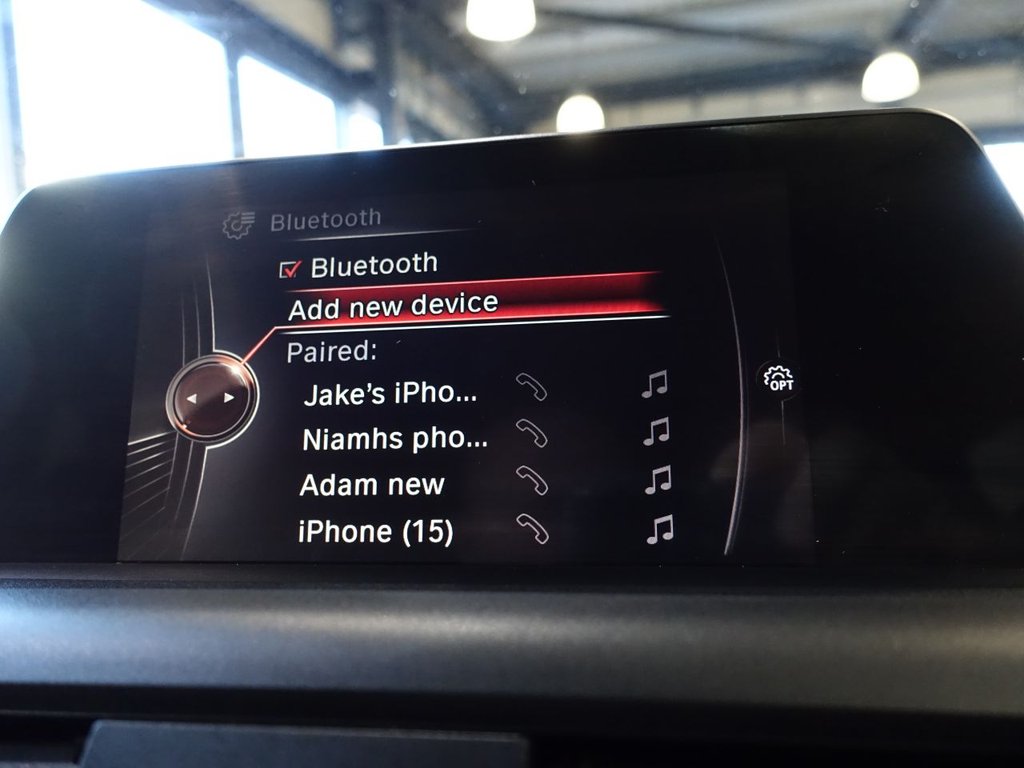 Bluetooth
Bluetooth
Add new device
Paired:
Jake's iPho...
Niamhs pho...
Adam new
iPhone (15)
OPT